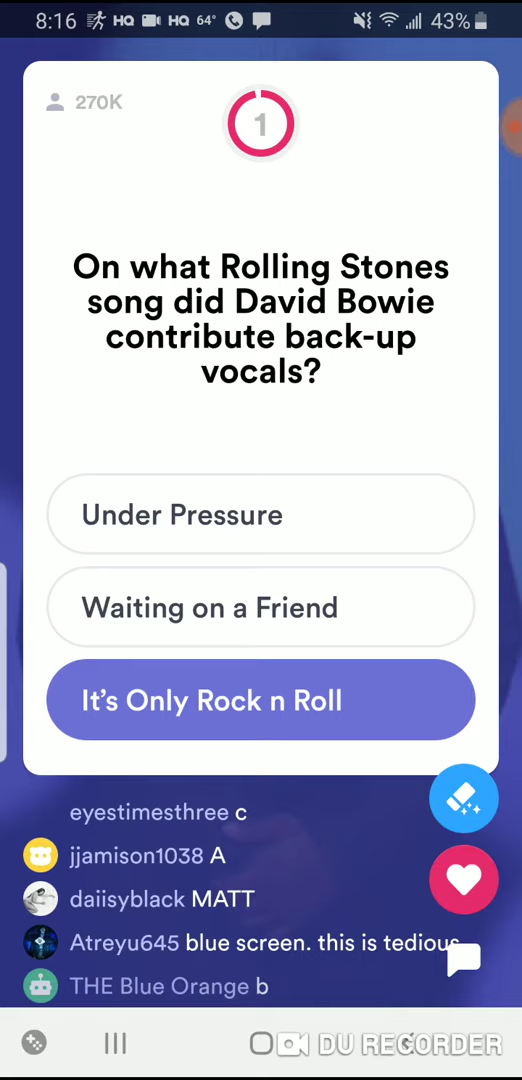 8:16 HQ HQ 64° 43%
270K
1
On what Rolling Stones
song did David Bowie
contribute back-up
vocals?
Under Pressure
Waiting on a Friend
It's Only Rock n Roll
eyestimesthree c
jjamison1038 A
daiisyblack MATT
Atreyu645 blue screen. this is tedious
THE Blue Orange b
DU RECORDER